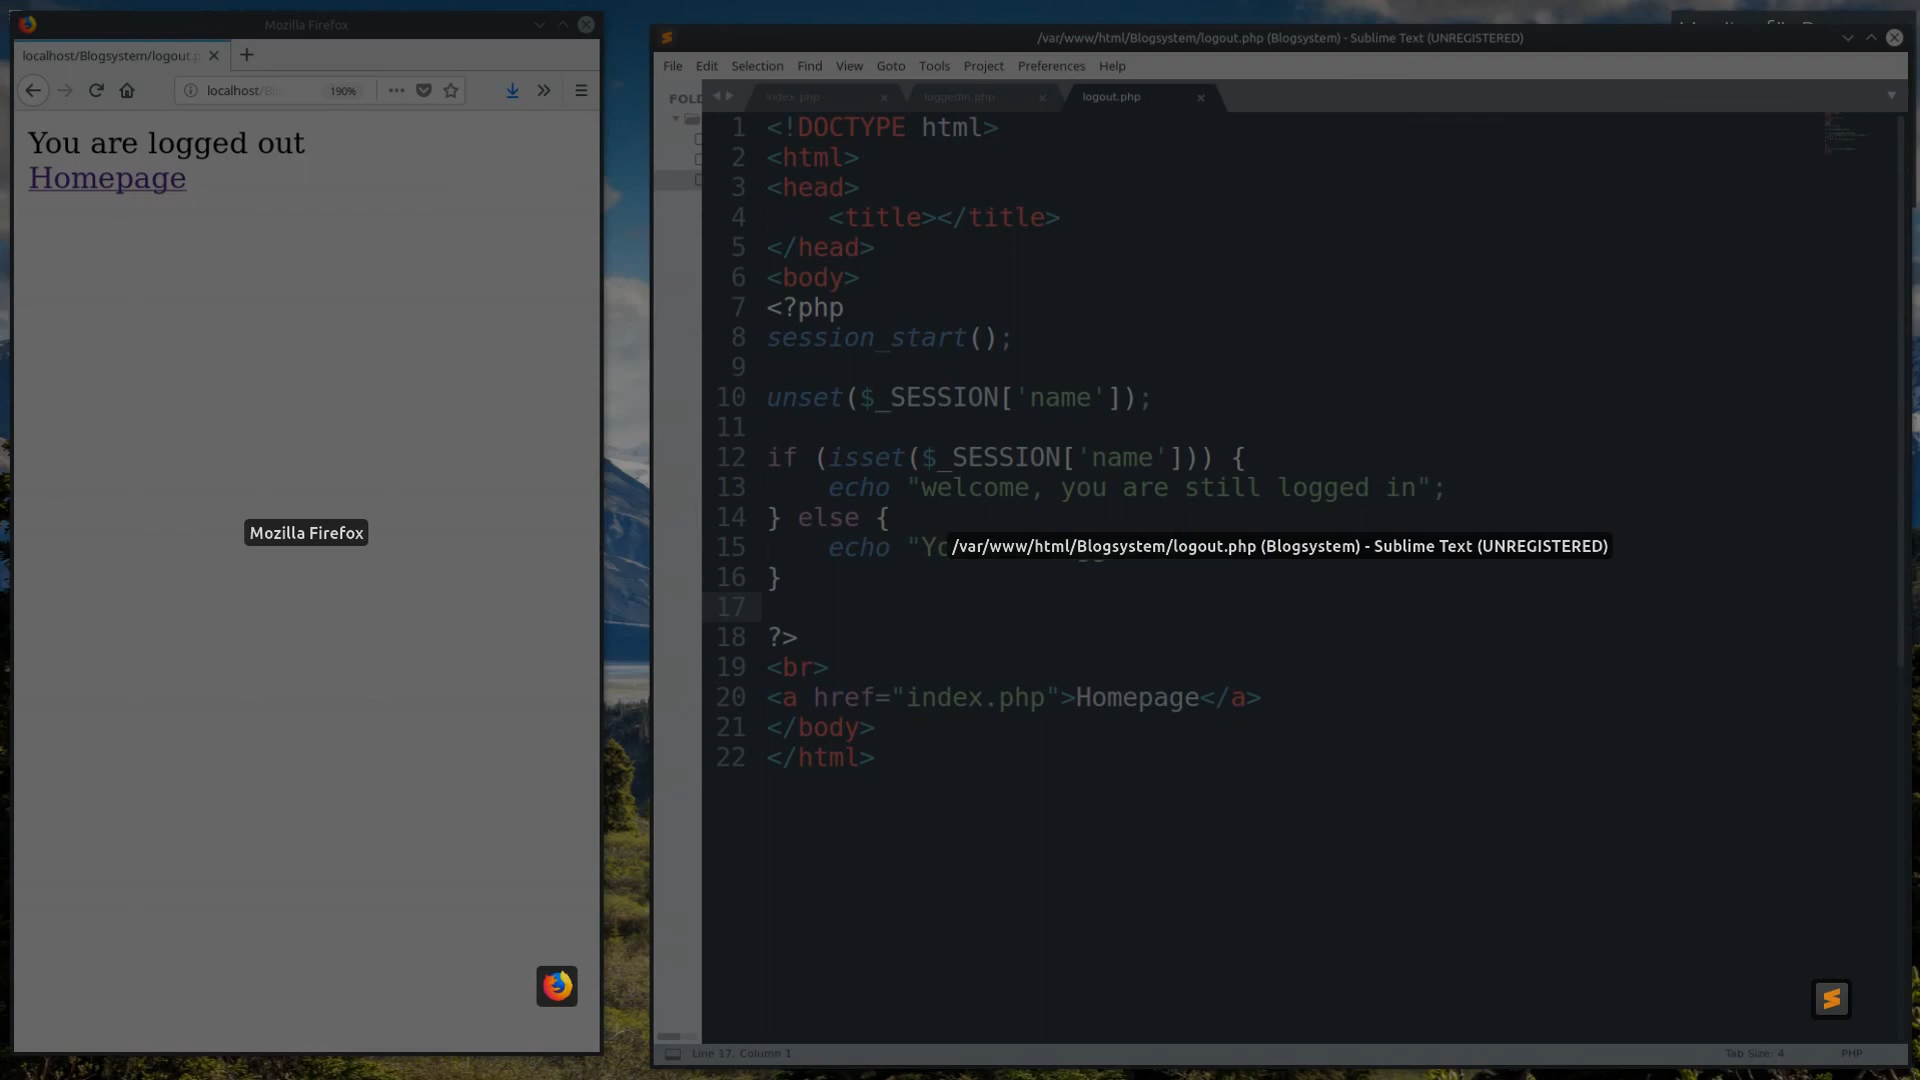 Mozilla Firefox
localhost/Blogsystem/logout.p
localhost/Blo
190%
You are logged out
Homepage
Mozilla Firefox
/var/www/html/Blogsystem/logout.php (Blogsystem) - Sublime Text (UNREGISTERED)
File Edit Selection Find View Goto Tools Project Preferences Help
FOLD
index.php
loggedin.php
logout.php
1 <!DOCTYPE html>
2 <html>
3 <head>
4 <title></title>
5 </head>
6 <body>
7 <?php
8 session_start();
9
10 unset($_SESSION['name']);
11
12 if (isset($_SESSION['name'])) {
13 echo "welcome, you are still logged in";
14 } else {
15 echo "Yo
/var/www/html/Blogsystem/logout.php (Blogsystem) - Sublime Text (UNREGISTERED)
16 }
17
18 ?>
19 <br>
20 <a href="index.php">Homepage</a>
21 </body>
22 </html>
Line 17, Column 1
Tab Size: 4
PHP